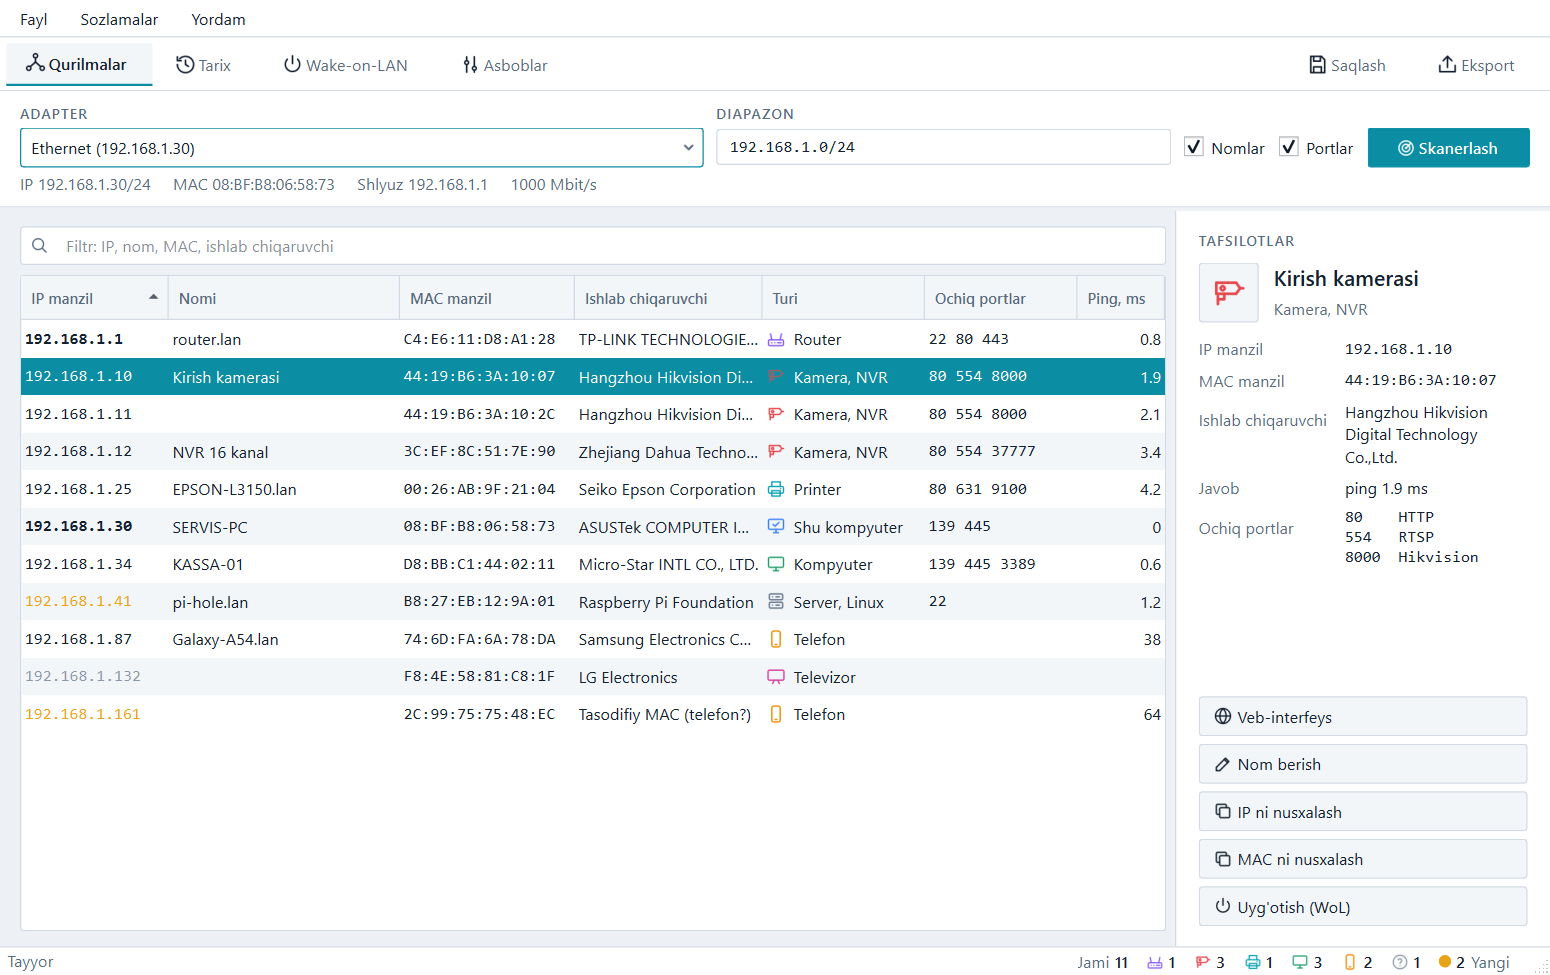 Fayl Sozlamalar Yordam
Qurilmalar Tarix Wake-on-LAN Asboblar Saqlash Eksport
ADAPTER DIAPAZON
Ethernet (192.168.1.30) 192.168.1.0/24 Nomlar Portlar Skanerlash
IP 192.168.1.30/24 MAC 08:BF:B8:06:58:73 Shlyuz 192.168.1.1 1000 Mbit/s
Filtr: IP, nom, MAC, ishlab chiqaruvchi
IP manzil Nomi MAC manzil Ishlab chiqaruvchi Turi Ochiq portlar Ping, ms
192.168.1.1 router.lan C4:E6:11:D8:A1:28 TP-LINK TECHNOLOGIE... Router 22 80 443 0.8
192.168.1.10 Kirish kamerasi 44:19:B6:3A:10:07 Hangzhou Hikvision Di... Kamera, NVR 80 554 8000 1.9
192.168.1.11 44:19:B6:3A:10:2C Hangzhou Hikvision Di... Kamera, NVR 80 554 8000 2.1
192.168.1.12 NVR 16 kanal 3C:EF:8C:51:7E:90 Zhejiang Dahua Techno... Kamera, NVR 80 554 37777 3.4
192.168.1.25 EPSON-L3150.lan 00:26:AB:9F:21:04 Seiko Epson Corporation Printer 80 631 9100 4.2
192.168.1.30 SERVIS-PC 08:BF:B8:06:58:73 ASUSTek COMPUTER I... Shu kompyuter 139 445 0
192.168.1.34 KASSA-01 D8:BB:C1:44:02:11 Micro-Star INTL CO., LTD. Kompyuter 139 445 3389 0.6
192.168.1.41 pi-hole.lan B8:27:EB:12:9A:01 Raspberry Pi Foundation Server, Linux 22 1.2
192.168.1.87 Galaxy-A54.lan 74:6D:FA:6A:78:DA Samsung Electronics C... Telefon 38
192.168.1.132 F8:4E:58:81:C8:1F LG Electronics Televizor
192.168.1.161 2C:99:75:75:48:EC Tasodifiy MAC (telefon?) Telefon 64
TAFSILOTLAR
Kirish kamerasi
Kamera, NVR
IP manzil 192.168.1.10
MAC manzil 44:19:B6:3A:10:07
Ishlab chiqaruvchi Hangzhou Hikvision
Digital Technology
Co.,Ltd.
Javob ping 1.9 ms
Ochiq portlar 80 HTTP
554 RTSP
8000 Hikvision
Veb-interfeys
Nom berish
IP ni nusxalash
MAC ni nusxalash
Uyg'otish (WoL)
Tayyor Jami 11 1 3 1 3 2 1 2 Yangi